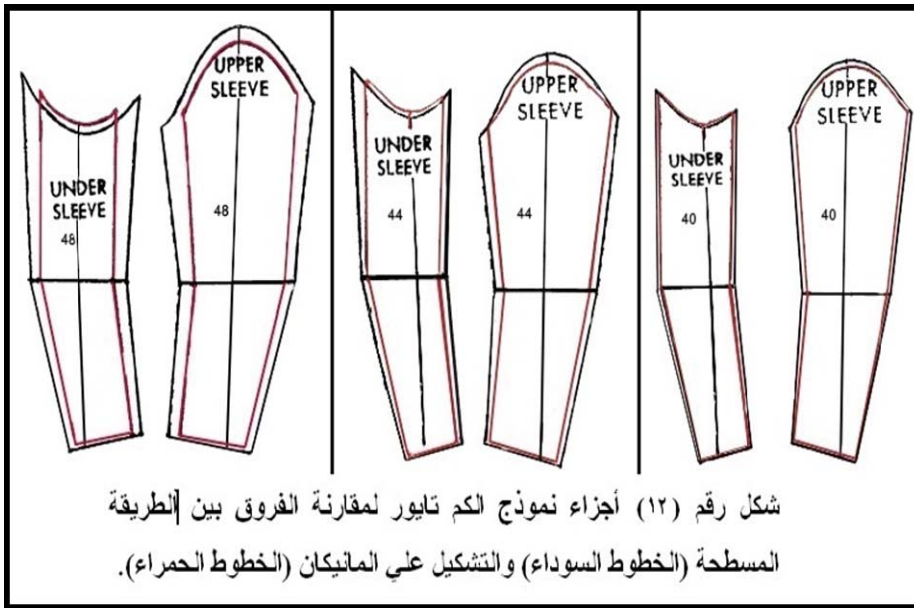 UNDER
SLEEVE
48
UPPER
SLEEVE
48
UNDER
SLEEVE
44
UPPER
SLEEVE
44
UNDER
SLEEVE
40
UPPER
SLEEVE
40
شكل رقم (١٢) أجزاء نموذج الكم تايور لمقارنة الفروق بين الطريقة
المسطحة (الخطوط السوداء) والتشكيل علي المانيكان (الخطوط الحمراء).